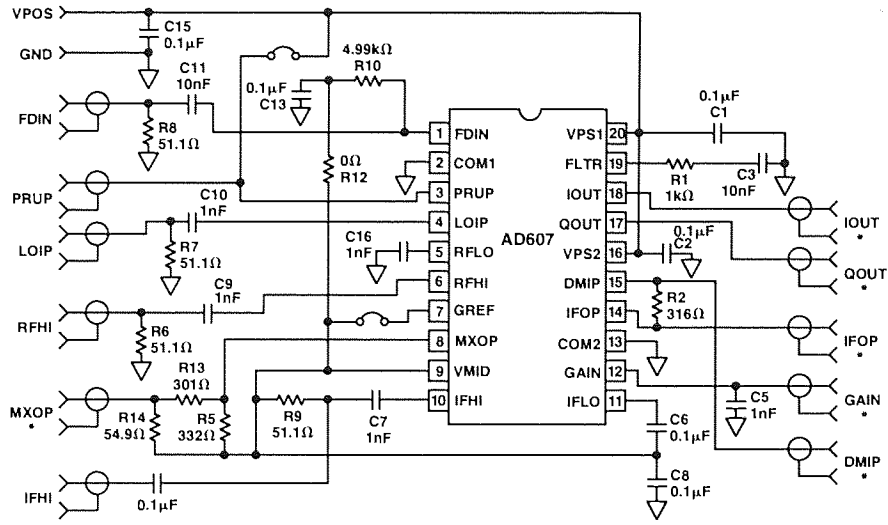 VPOS
C15
0.1µF
GND
4.99kΩ
R10
0.1µF
C13
C11
10nF
FDIN
R8
51.1Ω
0Ω
R12
PRUP
C10
1nF
LOIP
R7
51.1Ω
C16
1nF
C9
1nF
RFHI
R6
51.1Ω
R13
301Ω
MXOP
*
R14
54.9Ω
R5
332Ω
R9
51.1Ω
C7
1nF
IFHI
0.1µF
1 FDIN
2 COM1
3 PRUP
4 LOIP
5 RFLO
6 RFHI
7 GREF
8 MXOP
9 VMID
10 IFHI
AD607
VPS1 20
FLTR 19
IOUT 18
QOUT 17
VPS2 16
DMIP 15
IFOP 14
COM2 13
GAIN 12
IFLO 11
0.1µF
C1
R1
1kΩ
C3
10nF
0.1µF
C2
R2
316Ω
C5
1nF
C6
0.1µF
C8
0.1µF
IOUT
*
QOUT
*
IFOP
*
GAIN
*
DMIP
*